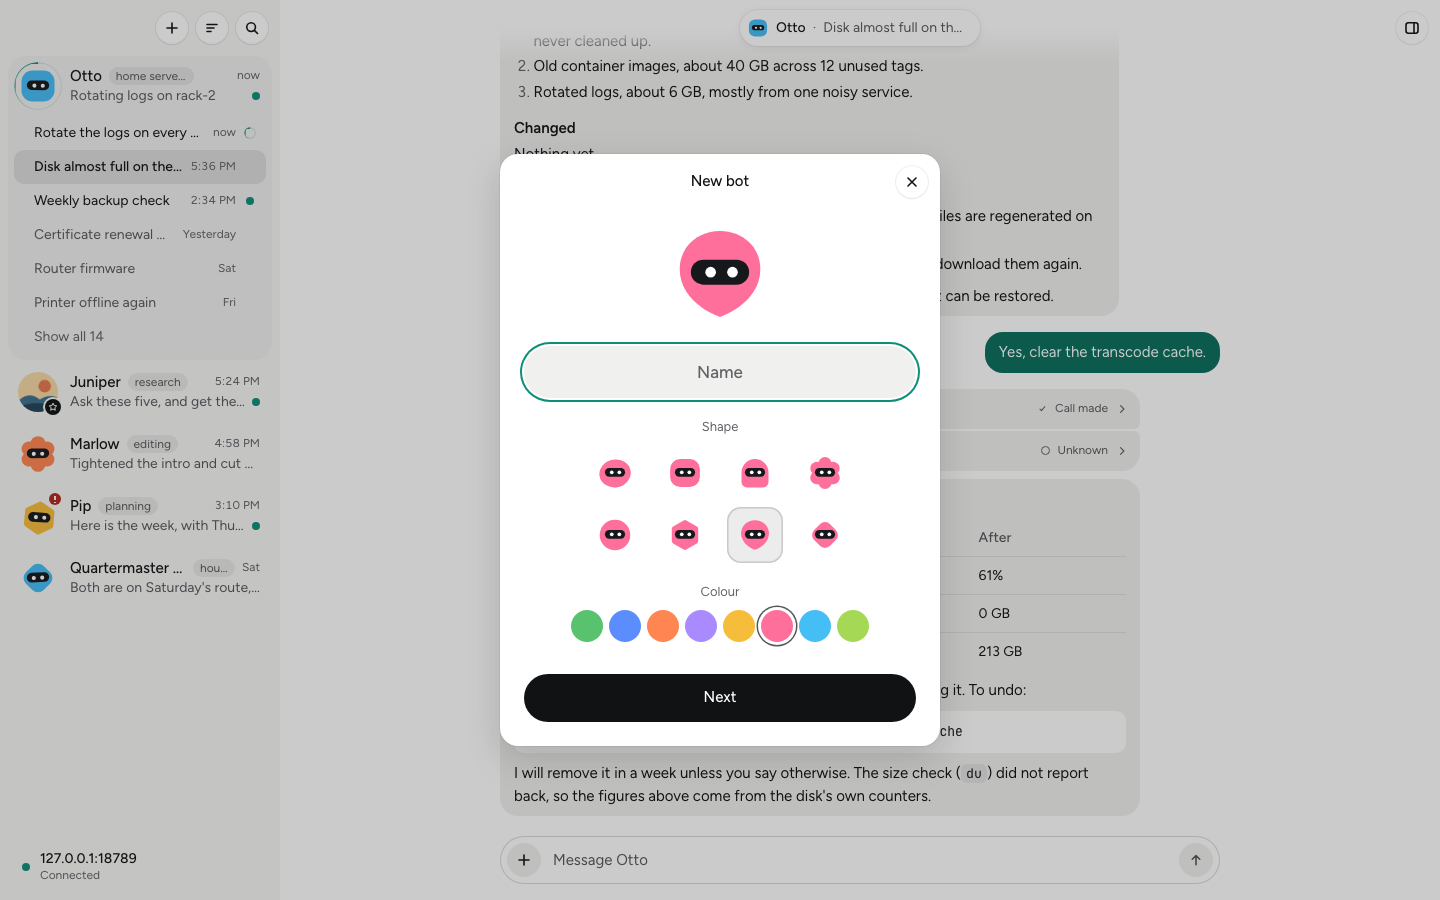 Otto
home serve...
now
Rotating logs on rack-2
Rotate the logs on every ...
now
Disk almost full on the...
5:36 PM
Weekly backup check
2:34 PM
Certificate renewal ...
Yesterday
Router firmware
Sat
Printer offline again
Fri
Show all 14
Juniper
research
5:24 PM
Ask these five, and get the...
Marlow
editing
4:58 PM
Tightened the intro and cut ...
Pip
planning
3:10 PM
Here is the week, with Thu...
Quartermaster ...
hou...
Sat
Both are on Saturday's route,...
127.0.0.1:18789
Connected
Otto · Disk almost full on th...
never cleaned up.
2. Old container images, about 40 GB across 12 unused tags.
3. Rotated logs, about 6 GB, mostly from one noisy service.
Changed
Nothing yet
iles are regenerated on
download them again.
can be restored.
Yes, clear the transcode cache.
Call made
Unknown
After
61%
0 GB
213 GB
g it. To undo:
che
I will remove it in a week unless you say otherwise. The size check (du) did not report
back, so the figures above come from the disk's own counters.
Message Otto
New bot
Name
Shape
Colour
Next